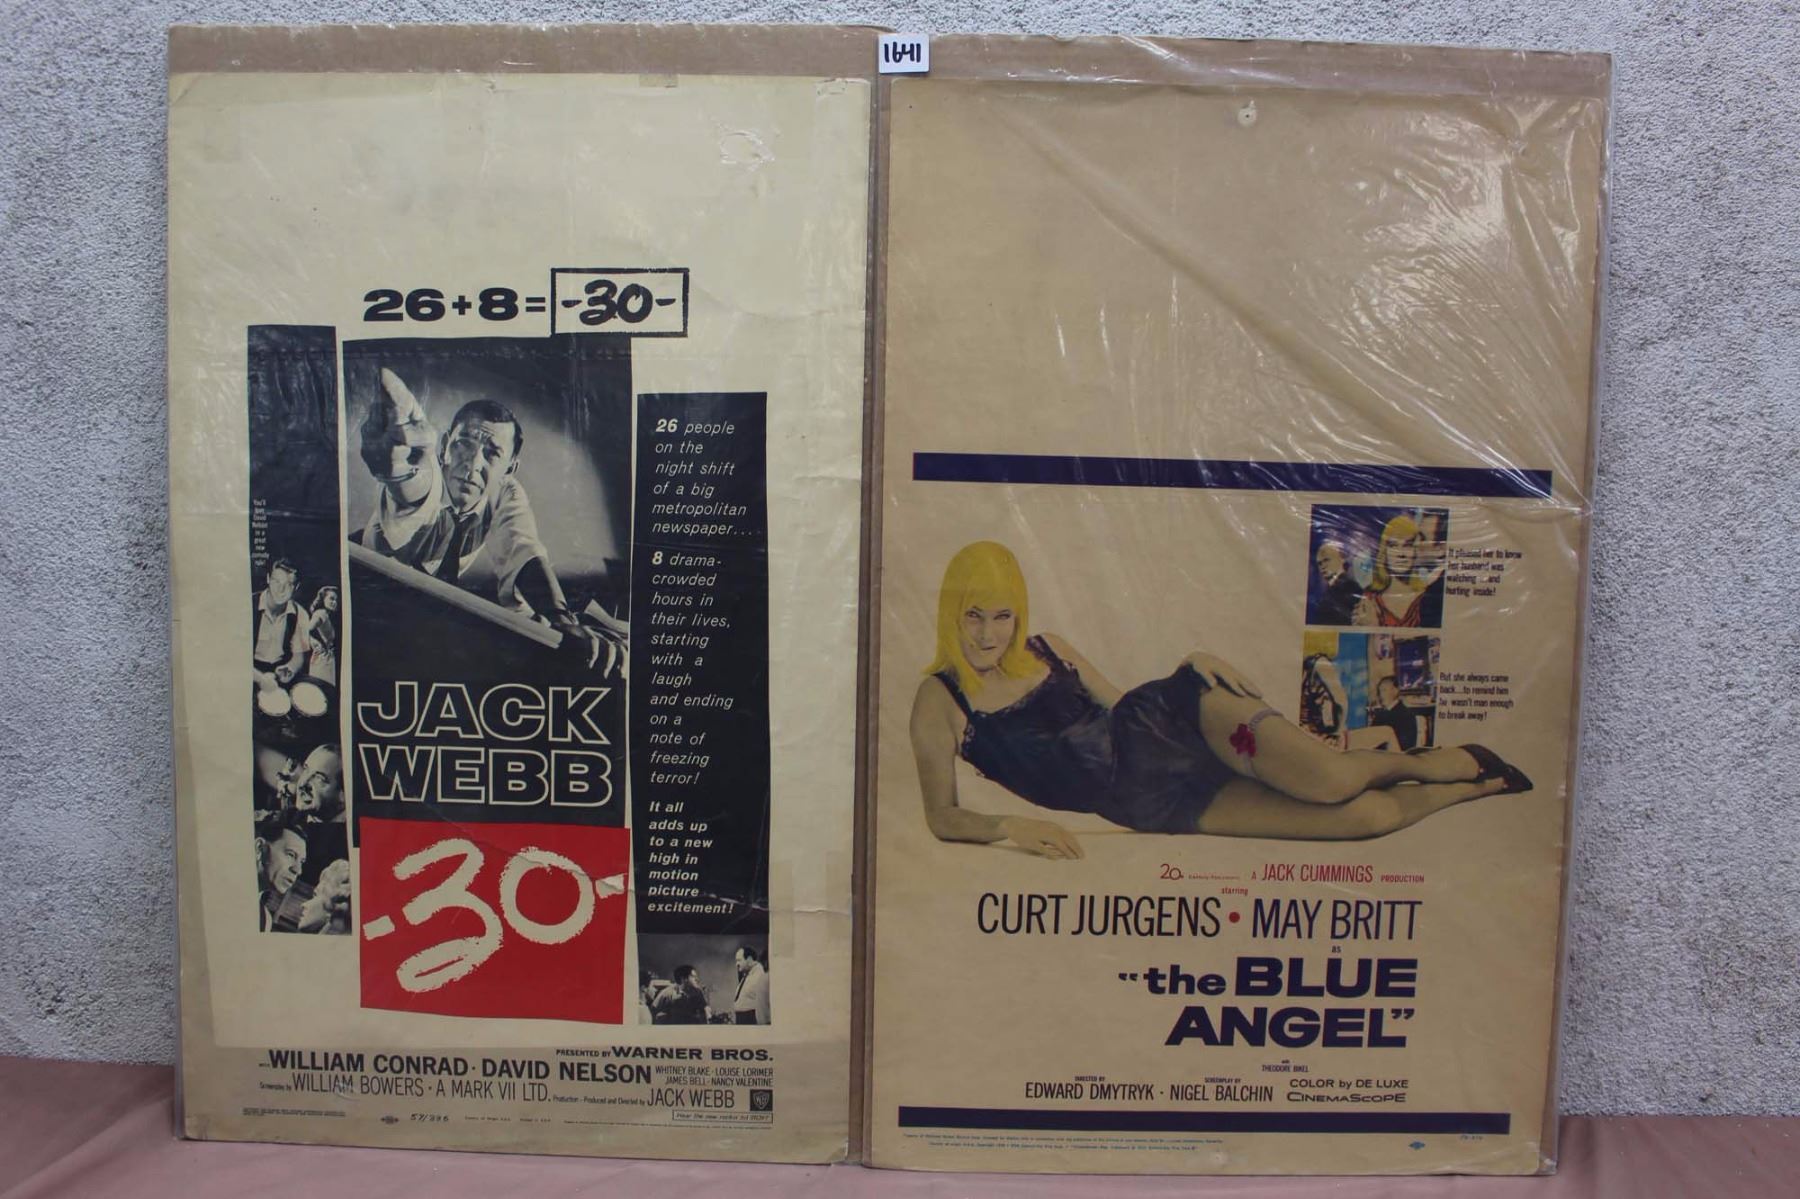 1641
26+8= -30-
You'll
love
David
Nelson
in a
great
new
comedy
role!
26 people
on the
night shift
of a big
metropolitan
newspaper....
8 drama-
crowded
hours in
their lives,
starting
with a
laugh
and ending
on a
note of
freezing
terror!
It all
adds up
to a new
high in
motion
picture
excitement!
JACK
WEBB
-30-
PRESENTED BY WARNER BROS.
WITH WILLIAM CONRAD · DAVID NELSON
WHITNEY BLAKE · LOUISE LORIMER
JAMES BELL · NANCY VALENTINE
Screenplay by WILLIAM BOWERS · A MARK VII LTD. Production · Produced and Directed by JACK WEBB
57/396
It pleased her to know
her husband was
watching ...and
hurting inside!
But she always came
back...to remind him
he wasn't man enough
to break away!
20th Century-Fox presents A JACK CUMMINGS PRODUCTION
starring
CURT JURGENS • MAY BRITT
as
"the BLUE
ANGEL"
with
THEODORE BIKEL
DIRECTED BY
EDWARD DMYTRYK ·
SCREENPLAY BY
NIGEL BALCHIN
COLOR by DE LUXE
CINEMASCOPE